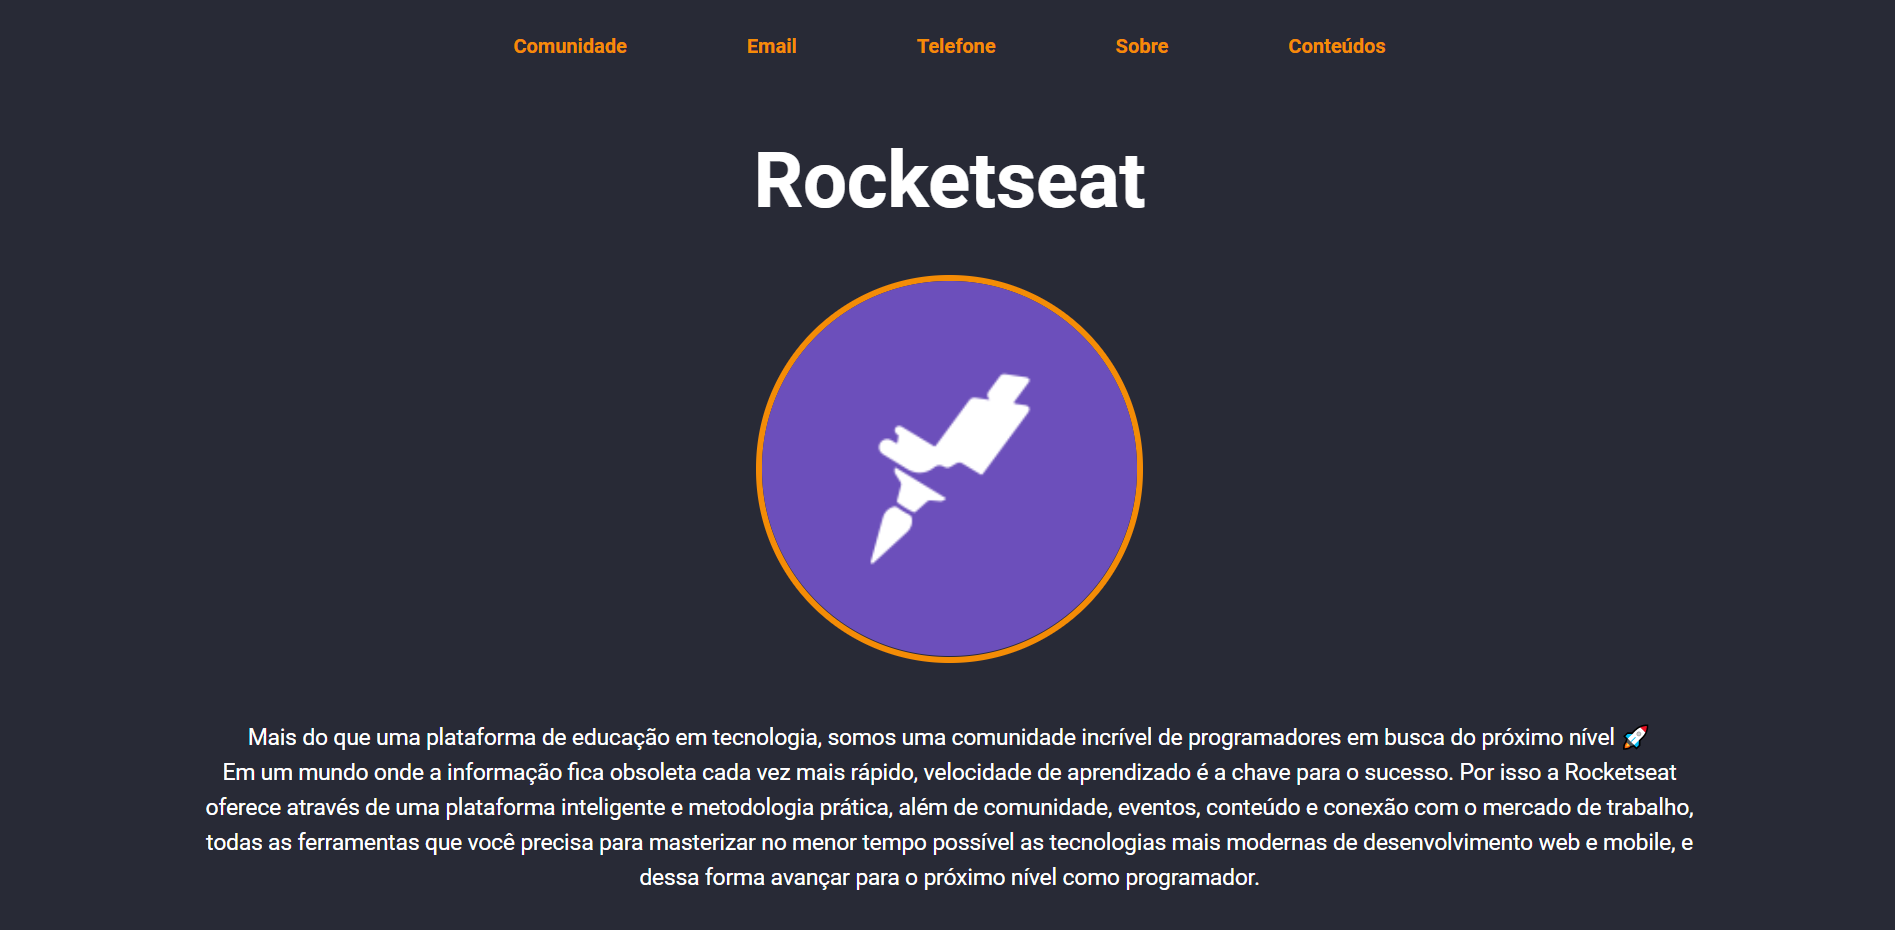 Comunidade Email Telefone Sobre Conteúdos
Rocketseat
Mais do que uma plataforma de educação em tecnologia, somos uma comunidade incrível de programadores em busca do próximo nível 🚀
Em um mundo onde a informação fica obsoleta cada vez mais rápido, velocidade de aprendizado é a chave para o sucesso. Por isso a Rocketseat
oferece através de uma plataforma inteligente e metodologia prática, além de comunidade, eventos, conteúdo e conexão com o mercado de trabalho,
todas as ferramentas que você precisa para masterizar no menor tempo possível as tecnologias mais modernas de desenvolvimento web e mobile, e
dessa forma avançar para o próximo nível como programador.